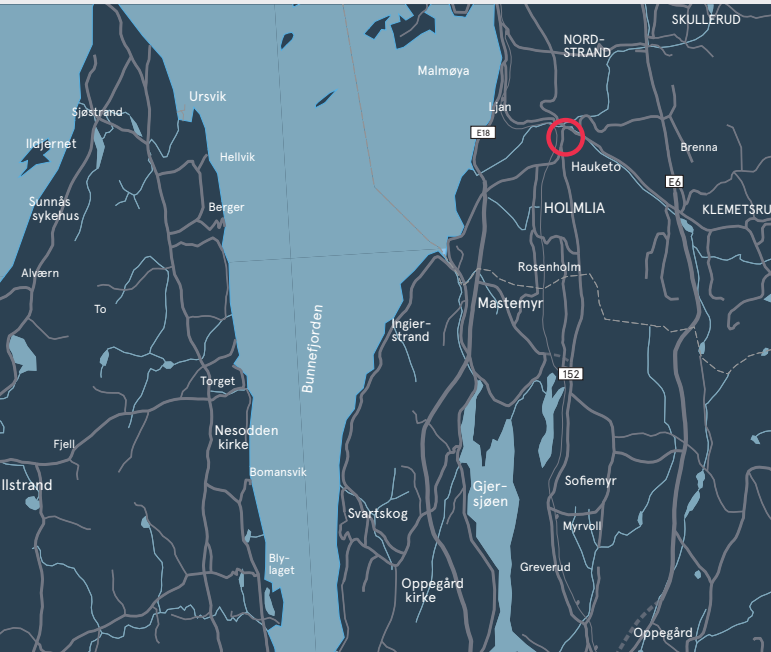 SKULLERUD
NORD-
STRAND
Malmøya
Ursvik
Ljan
Sjøstrand
E18
Ildjernet
Brenna
Hellvik
Hauketo
E6
Sunnås
sykehus
Berger
HOLMLIA
KLEMETSRU
Alværn
Rosenholm
To
Mastemyr
Ingier-
strand
Bunnefjorden
152
Torget
Nesodden
kirke
Fjell
Bomansvik
llstrand
Sofiemyr
Gjer-
sjøen
Svartskog
Myrvoll
Bly-
laget
Greverud
Oppegård
kirke
Oppegård